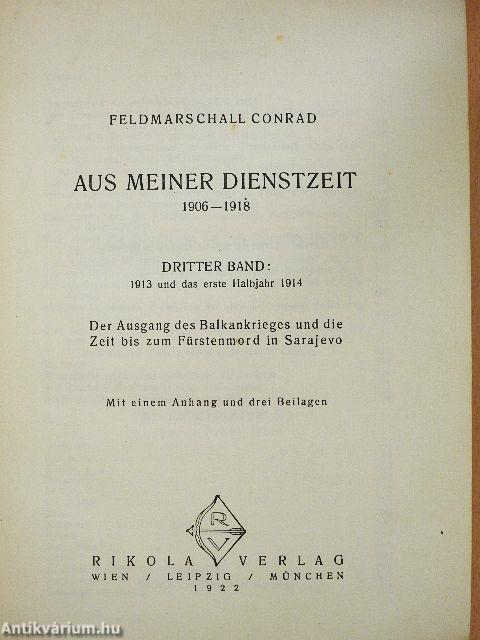 FELDMARSCHALL CONRAD
AUS MEINER DIENSTZEIT
1906—1918
DRITTER BAND:
1913 und das erste Halbjahr 1914
Der Ausgang des Balkankrieges und die
Zeit bis zum Fürstenmord in Sarajevo
Mit einem Anhang und drei Beilagen
R
V
RIKOLA VERLAG
WIEN / LEIPZIG / MÜNCHEN
1922
Antikvárium.hu